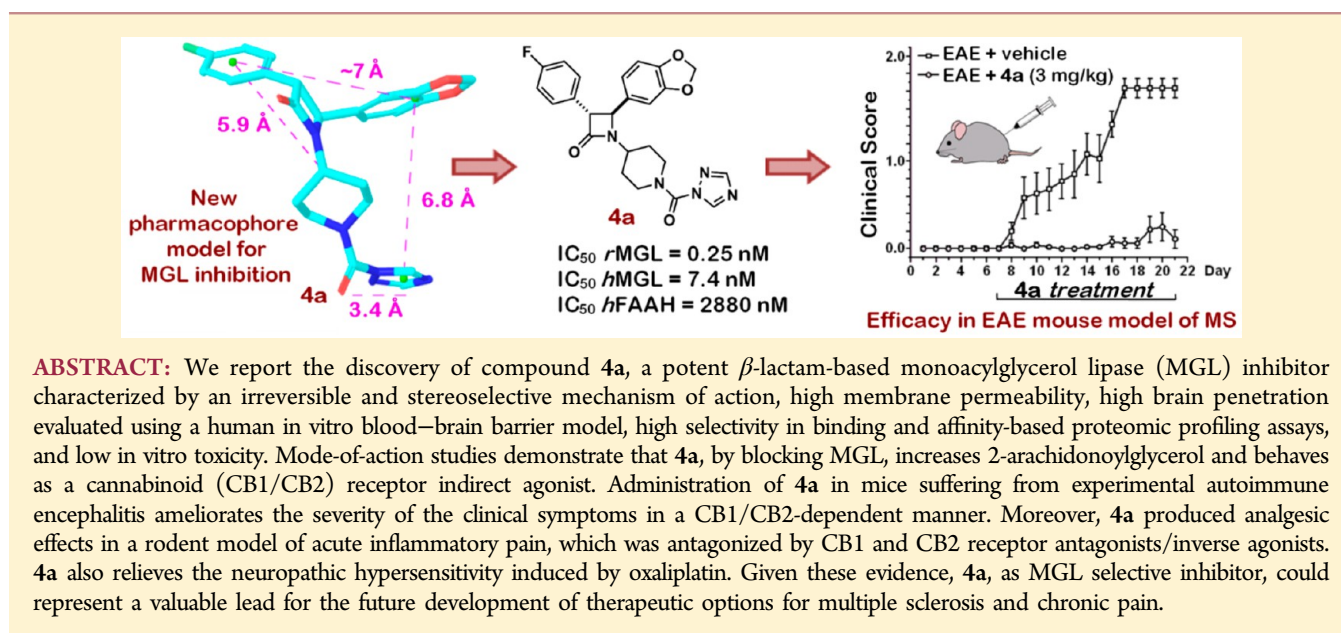 ~7 Å
5.9 Å
6.8 Å
3.4 Å
New
pharmacophore
model for
MGL inhibition
4a
F
O
O
O
N
N
O
N
N
N
4a
IC50 rMGL = 0.25 nM
IC50 hMGL = 7.4 nM
IC50 hFAAH = 2880 nM
Clinical Score
2.0
1.0
0.0
EAE + vehicle
EAE + 4a (3 mg/kg)
0 2 4 6 8 10 12 14 16 18 20 22 Day
4a treatment
Efficacy in EAE mouse model of MS
ABSTRACT: We report the discovery of compound 4a, a potent β-lactam-based monoacylglycerol lipase (MGL) inhibitor
characterized by an irreversible and stereoselective mechanism of action, high membrane permeability, high brain penetration
evaluated using a human in vitro blood−brain barrier model, high selectivity in binding and affinity-based proteomic profiling assays,
and low in vitro toxicity. Mode-of-action studies demonstrate that 4a, by blocking MGL, increases 2-arachidonoylglycerol and behaves
as a cannabinoid (CB1/CB2) receptor indirect agonist. Administration of 4a in mice suffering from experimental autoimmune
encephalitis ameliorates the severity of the clinical symptoms in a CB1/CB2-dependent manner. Moreover, 4a produced analgesic
effects in a rodent model of acute inflammatory pain, which was antagonized by CB1 and CB2 receptor antagonists/inverse agonists.
4a also relieves the neuropathic hypersensitivity induced by oxaliplatin. Given these evidence, 4a, as MGL selective inhibitor, could
represent a valuable lead for the future development of therapeutic options for multiple sclerosis and chronic pain.